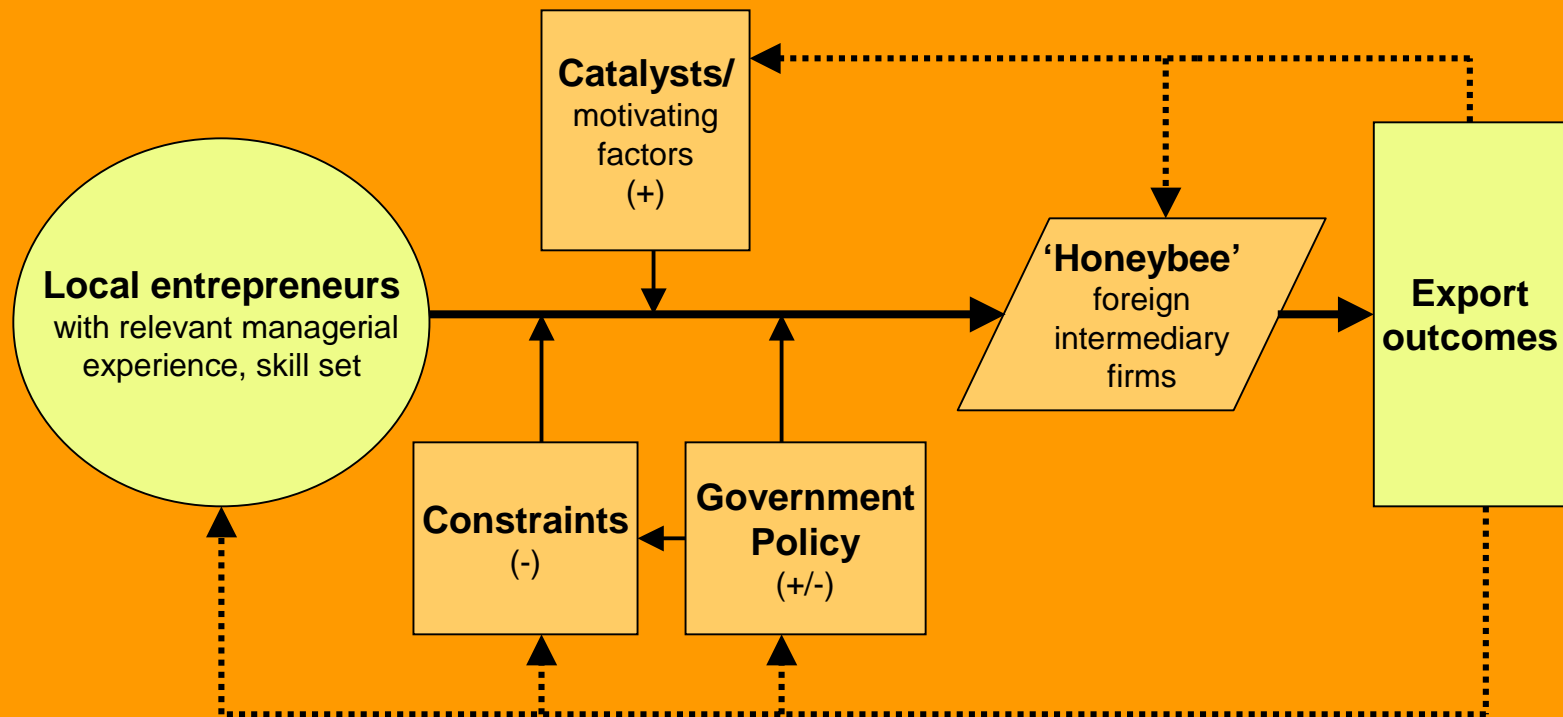 Catalysts/
motivating
factors
(+)
Local entrepreneurs
with relevant managerial
experience, skill set
‘Honeybee’
foreign
intermediary
firms
Export
outcomes
Constraints
(-)
Government
Policy
(+/-)